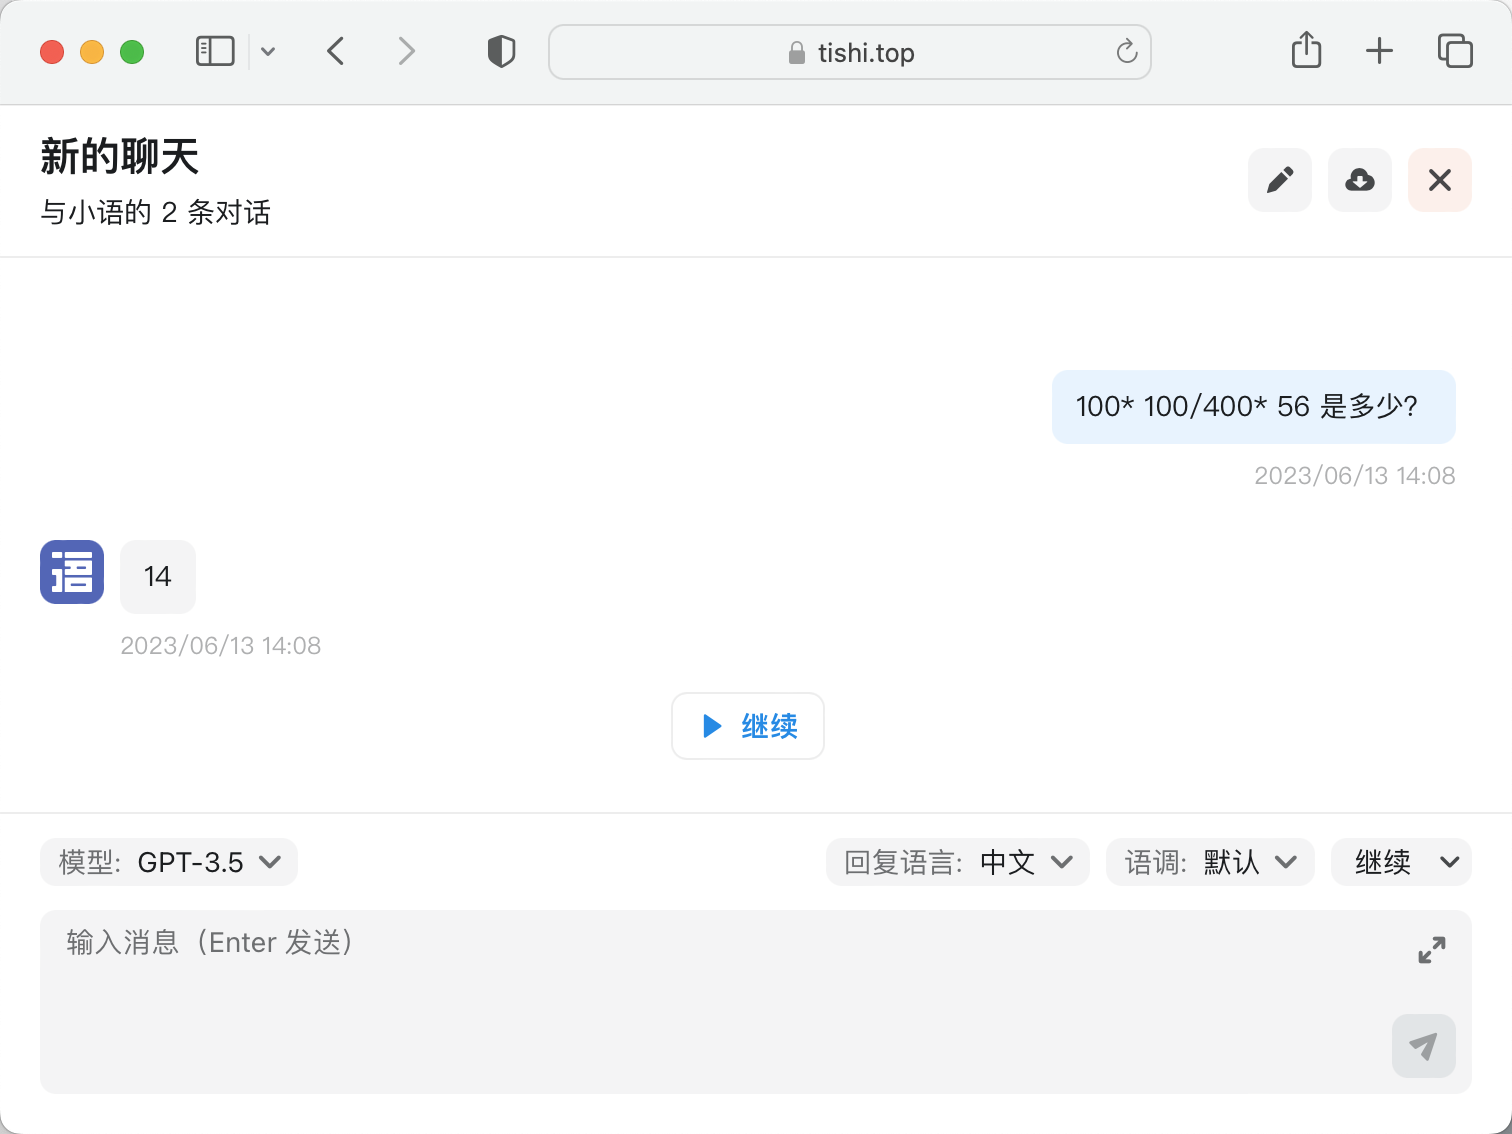 tishi.top
新的聊天
与小语的 2 条对话
100* 100/400* 56 是多少?
2023/06/13 14:08
语
14
2023/06/13 14:08
继续
模型: GPT-3.5 回复语言: 中文 语调: 默认 继续
输入消息（Enter 发送）